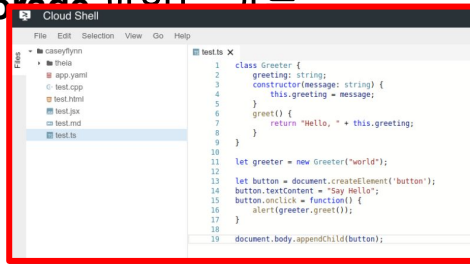 Cloud Shell
File Edit Selection View Go Help
Files
caseyflynn
theia
app.yaml
test.cpp
test.html
test.jsx
test.md
test.ts
test.ts ×
1 class Greeter {
2 greeting: string;
3 constructor(message: string) {
4 this.greeting = message;
5 }
6 greet() {
7 return "Hello, " + this.greeting;
8 }
9 }
10
11 let greeter = new Greeter("world");
12
13 let button = document.createElement('button');
14 button.textContent = "Say Hello";
15 button.onclick = function() {
16 alert(greeter.greet());
17 }
18
19 document.body.appendChild(button);